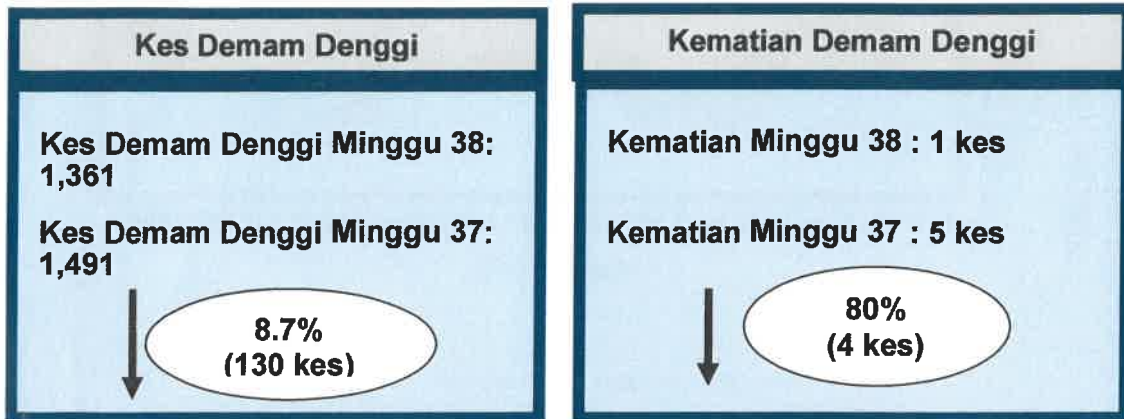 Kes Demam Denggi
Kes Demam Denggi Minggu 38:
1,361
Kes Demam Denggi Minggu 37:
1,491
8.7%
(130 kes)
Kematian Demam Denggi
Kematian Minggu 38 : 1 kes
Kematian Minggu 37 : 5 kes
80%
(4 kes)